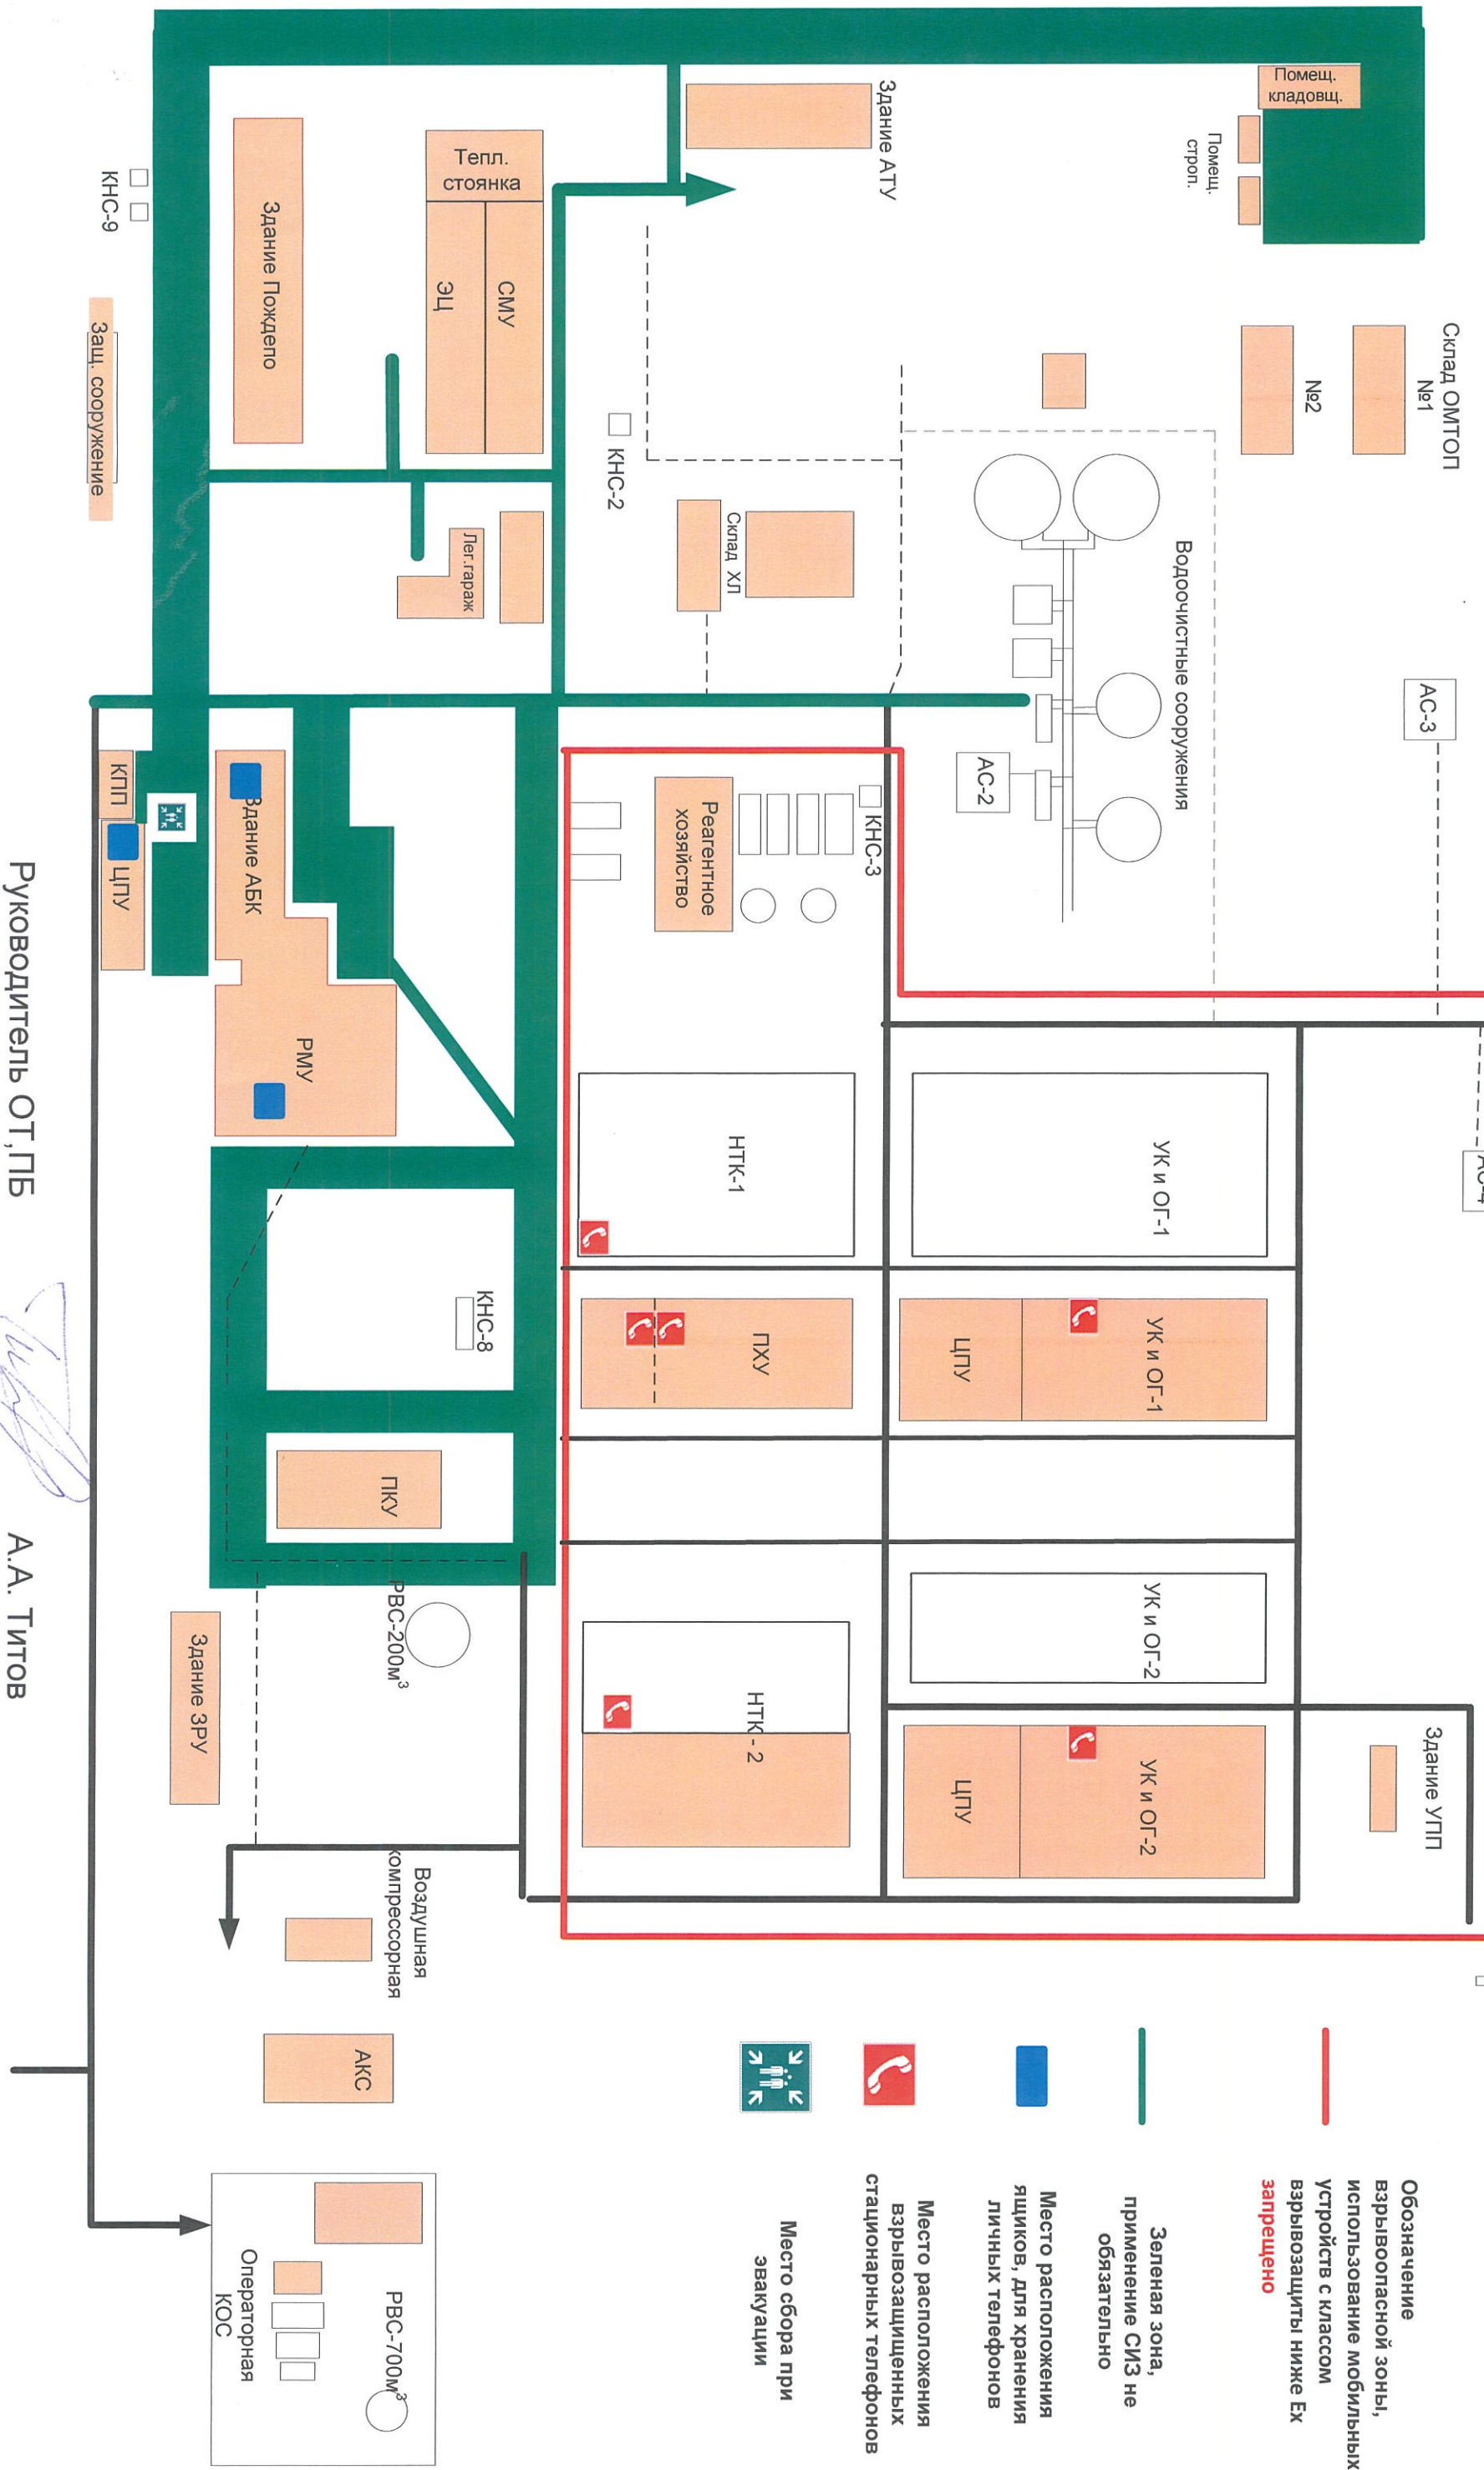 Помещ.
кладовщ.
Помещ.
строп.
Здание АТУ
Тепл.
стоянка
СМУ
ЭЦ
Здание Пождепо
КНС-9
Защ. сооружение
Склад ОМТОП
№1
№2
КНС-2
Склад ХЛ
Лег.гараж
Водоочистные сооружения
АС-3
АС-2
АС-4
КНС-3
Реагентное
хозяйство
КПП
ЦПУ
Здание АБК
РМУ
НТК-1
УК и ОГ-1
УК и ОГ-1
ЦПУ
ПХУ
КНС-8
ПКУ
РВС-200м³
УК и ОГ-2
НТК - 2
УК и ОГ-2
ЦПУ
Здание УПП
Здание ЗРУ
Воздушная
компрессорная
АКС
РВС-700м³
Операторная
КОС
Обозначение
взрывоопасной зоны,
использование мобильных
устройств с классом
взрывозащиты ниже Ех
запрещено
Зеленая зона,
применение СИЗ не
обязательно
Место расположения
ящиков, для хранения
личных телефонов
Место расположения
взрывозащищенных
стационарных телефонов
Место сбора при
эвакуации
Руководитель ОТ,ПБ
А.А. Титов